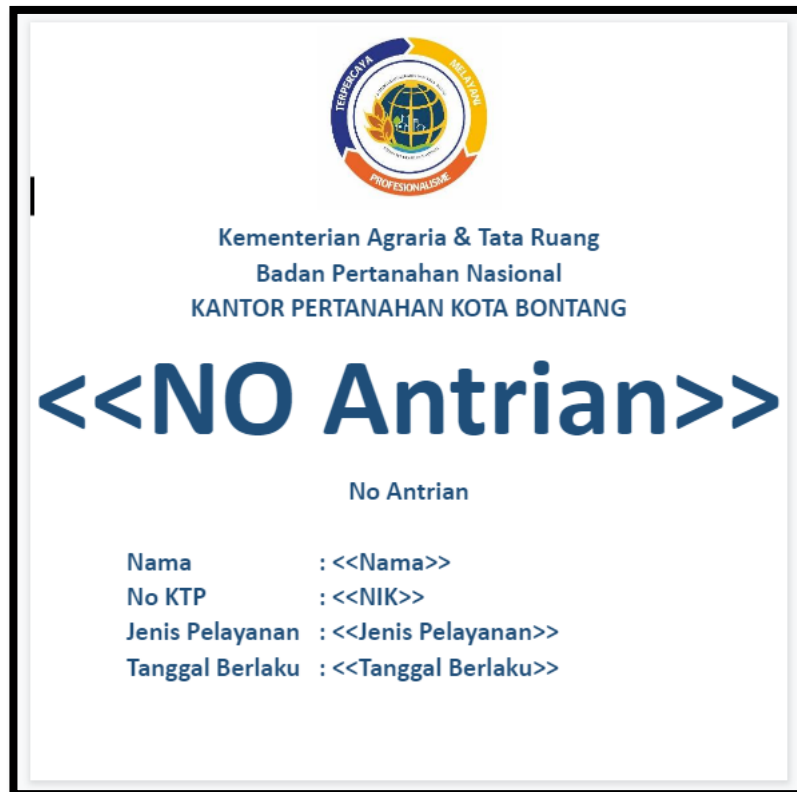 TERPERCAYA
MELAYANI
PROFESIONALISME
Kementerian Agraria & Tata Ruang
Badan Pertanahan Nasional
KANTOR PERTANAHAN KOTA BONTANG
<<NO Antrian>>
No Antrian
Nama : <<Nama>>
No KTP : <<NIK>>
Jenis Pelayanan : <<Jenis Pelayanan>>
Tanggal Berlaku : <<Tanggal Berlaku>>